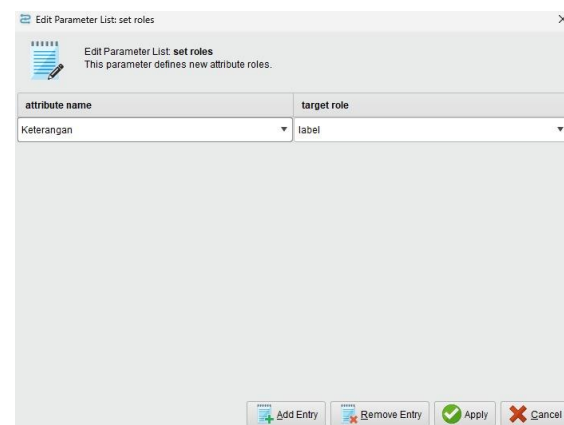 Edit Parameter List: set roles
Edit Parameter List: set roles
This parameter defines new attribute roles.
attribute name target role
Keterangan label
Add Entry Remove Entry Apply Cancel